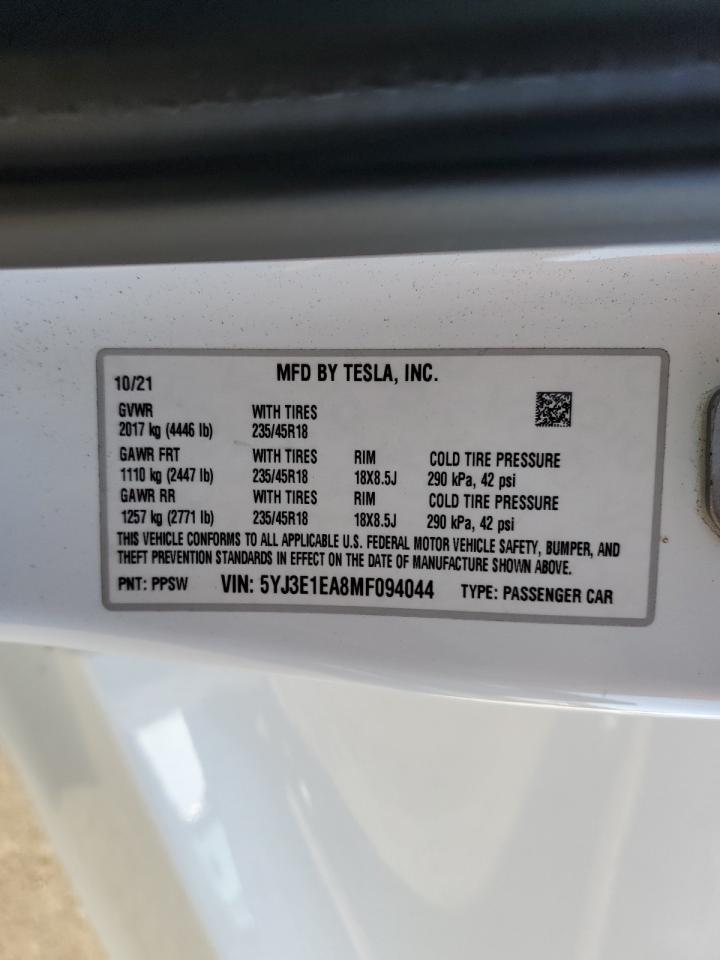 MFD BY TESLA, INC.
10/21
GVWR WITH TIRES
2017 kg (4446 lb) 235/45R18
GAWR FRT WITH TIRES RIM COLD TIRE PRESSURE
1110 kg (2447 lb) 235/45R18 18X8.5J 290 kPa, 42 psi
GAWR RR WITH TIRES RIM COLD TIRE PRESSURE
1257 kg (2771 lb) 235/45R18 18X8.5J 290 kPa, 42 psi
THIS VEHICLE CONFORMS TO ALL APPLICABLE U.S. FEDERAL MOTOR VEHICLE SAFETY, BUMPER, AND
THEFT PREVENTION STANDARDS IN EFFECT ON THE DATE OF MANUFACTURE SHOWN ABOVE.
PNT: PPSW VIN: 5YJ3E1EA8MF094044 TYPE: PASSENGER CAR